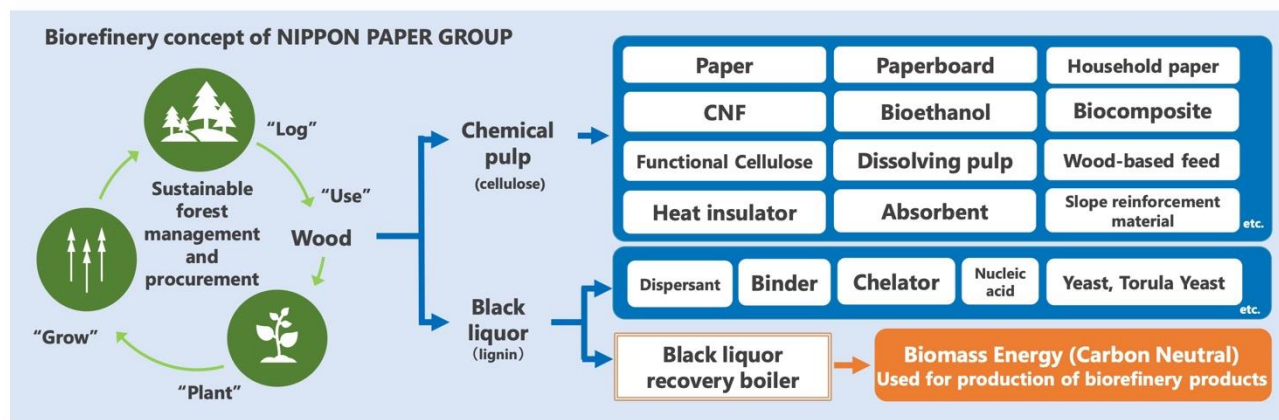 Biorefinery concept of NIPPON PAPER GROUP
“Log”
“Use”
Sustainable
forest
management
and
procurement
Wood
“Grow”
“Plant”
Chemical
pulp
(cellulose)
Paper
Paperboard
Household paper
CNF
Bioethanol
Biocomposite
Functional Cellulose
Dissolving pulp
Wood-based feed
Heat insulator
Absorbent
Slope reinforcement
material
etc.
Black
liquor
(lignin)
Dispersant
Binder
Chelator
Nucleic
acid
Yeast, Torula Yeast
etc.
Black liquor
recovery boiler
Biomass Energy (Carbon Neutral)
Used for production of biorefinery products